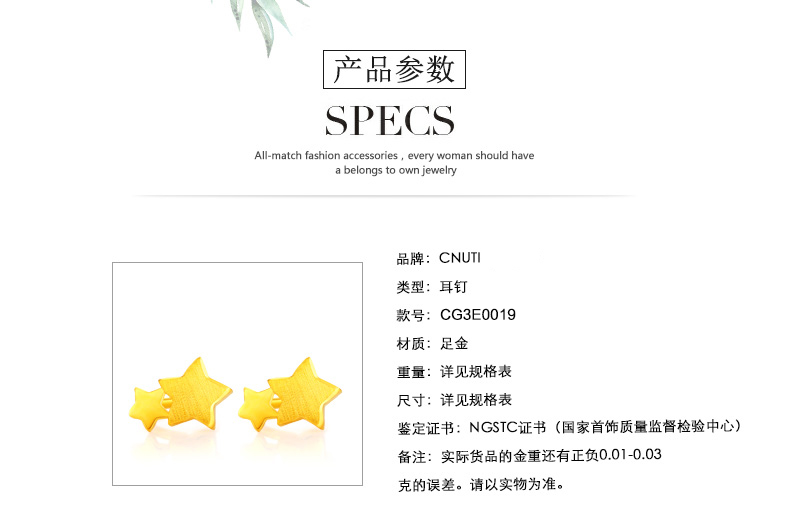 产品参数
SPECS
All-match fashion accessories , every woman should have
a belongs to own jewelry
品牌：CNUTI
类型：耳钉
款号：CG3E0019
材质：足金
重量：详见规格表
尺寸：详见规格表
鉴定证书：NGSTC证书（国家首饰质量监督检验中心）
备注：实际货品的金重还有正负0.01-0.03
克的误差。请以实物为准。